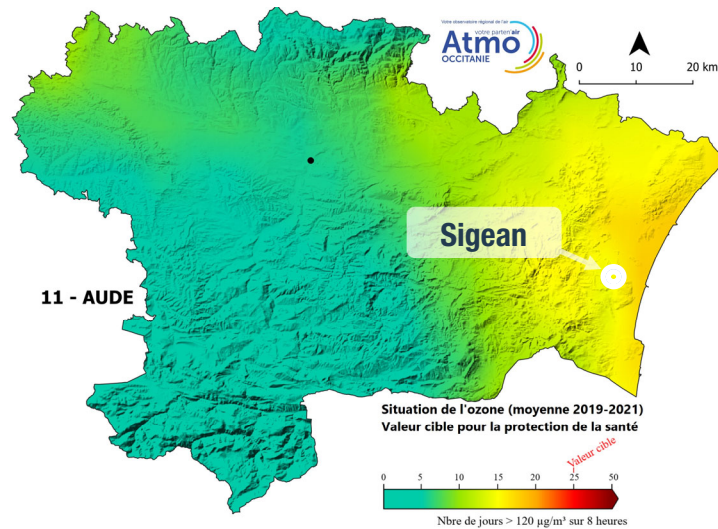 Votre observatoire régional de l'air
votre parten'air
Atmo
OCCITANIE
0 10 20 km
Sigean
11 - AUDE
Situation de l'ozone (moyenne 2019-2021)
Valeur cible pour la protection de la santé
Valeur cible
0 5 10 15 20 25 50
Nbre de jours > 120 µg/m³ sur 8 heures